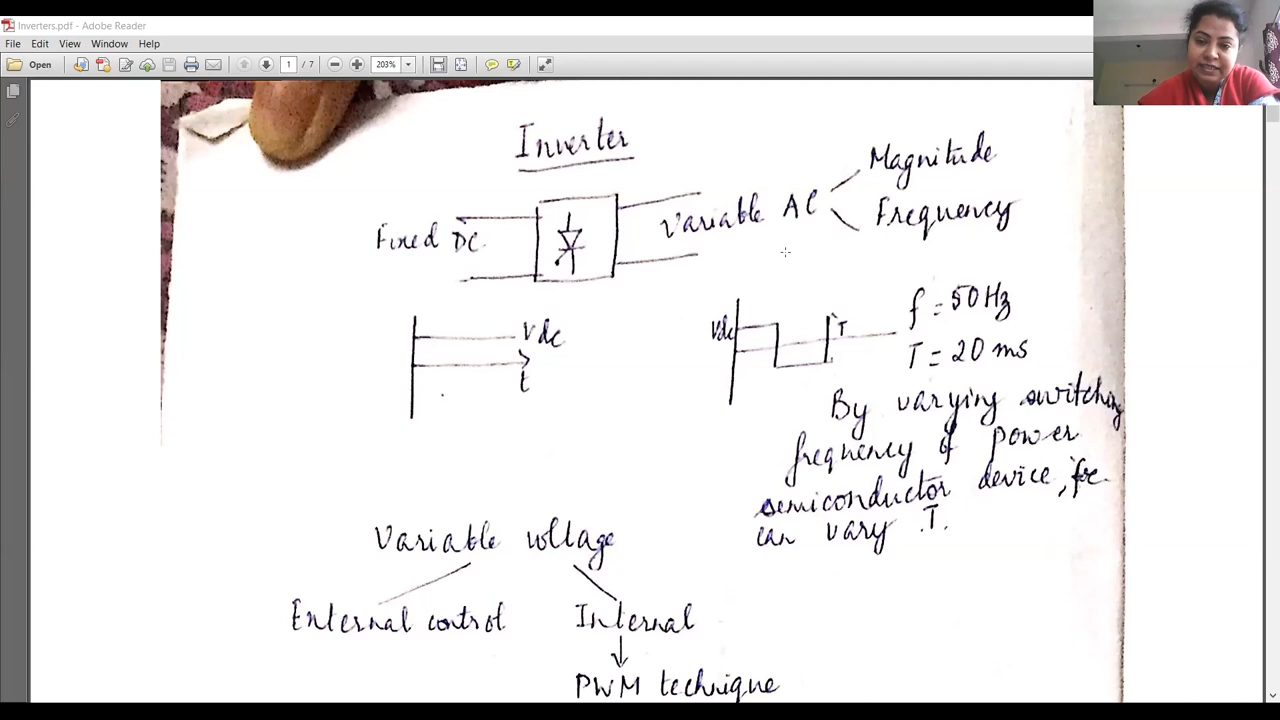 Inverters.pdf - Adobe Reader
File Edit View Window Help
Open 1 / 7 203%
Inverter
Fixed DC
Variable AC
Magnitude
Frequency
Vdc
t
Vdc
T
f = 50 Hz
T = 20 ms
By varying switching
frequency of power
semiconductor device,
can vary T.
Variable voltage
External control
Internal
PWM technique